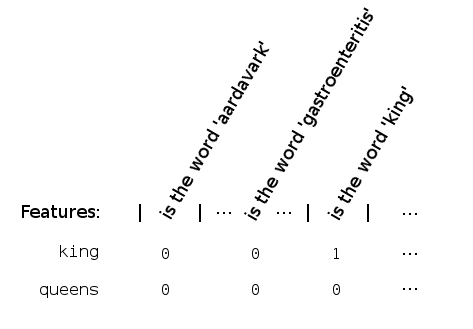 is the word 'aardavark'
is the word 'gastroenteritis'
is the word 'king'
Features: | | ... ... | | ...
king 0 0 1 ...
queens 0 0 0 ...